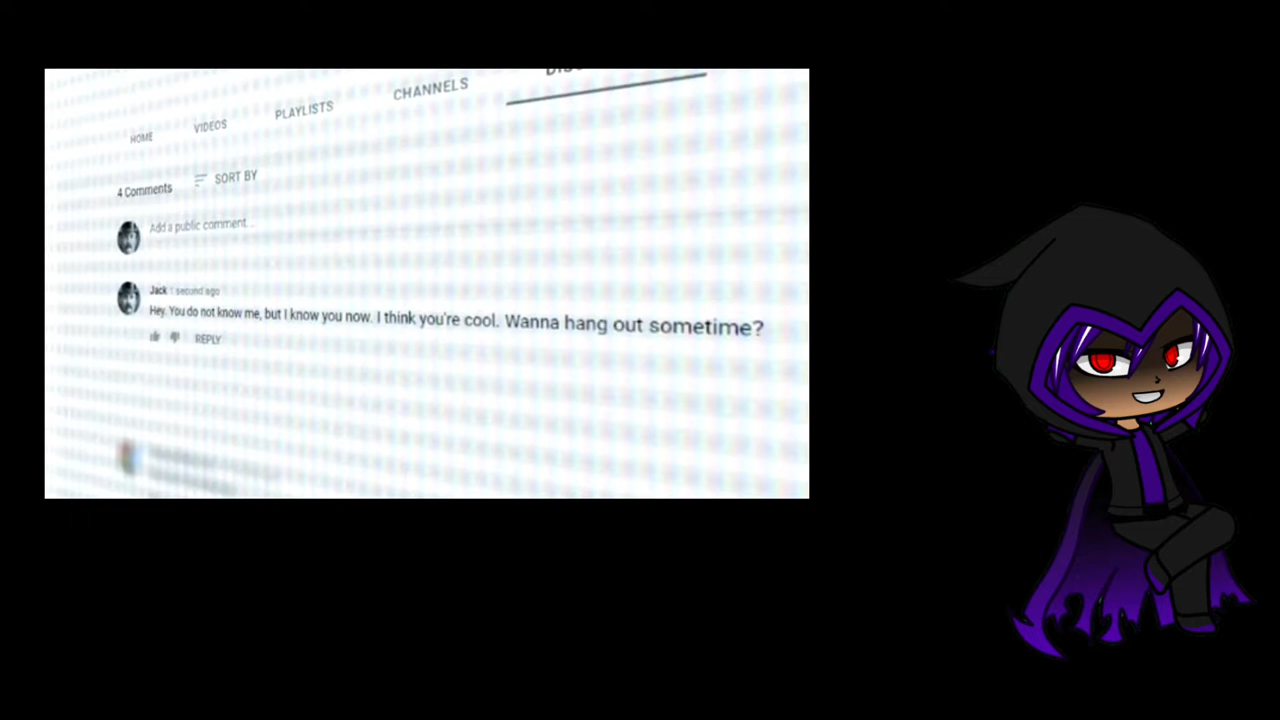 HOME VIDEOS PLAYLISTS CHANNELS
4 Comments SORT BY
Add a public comment...
Jack 1 second ago
Hey. You do not know me, but I know you now. I think you're cool. Wanna hang out sometime?
REPLY